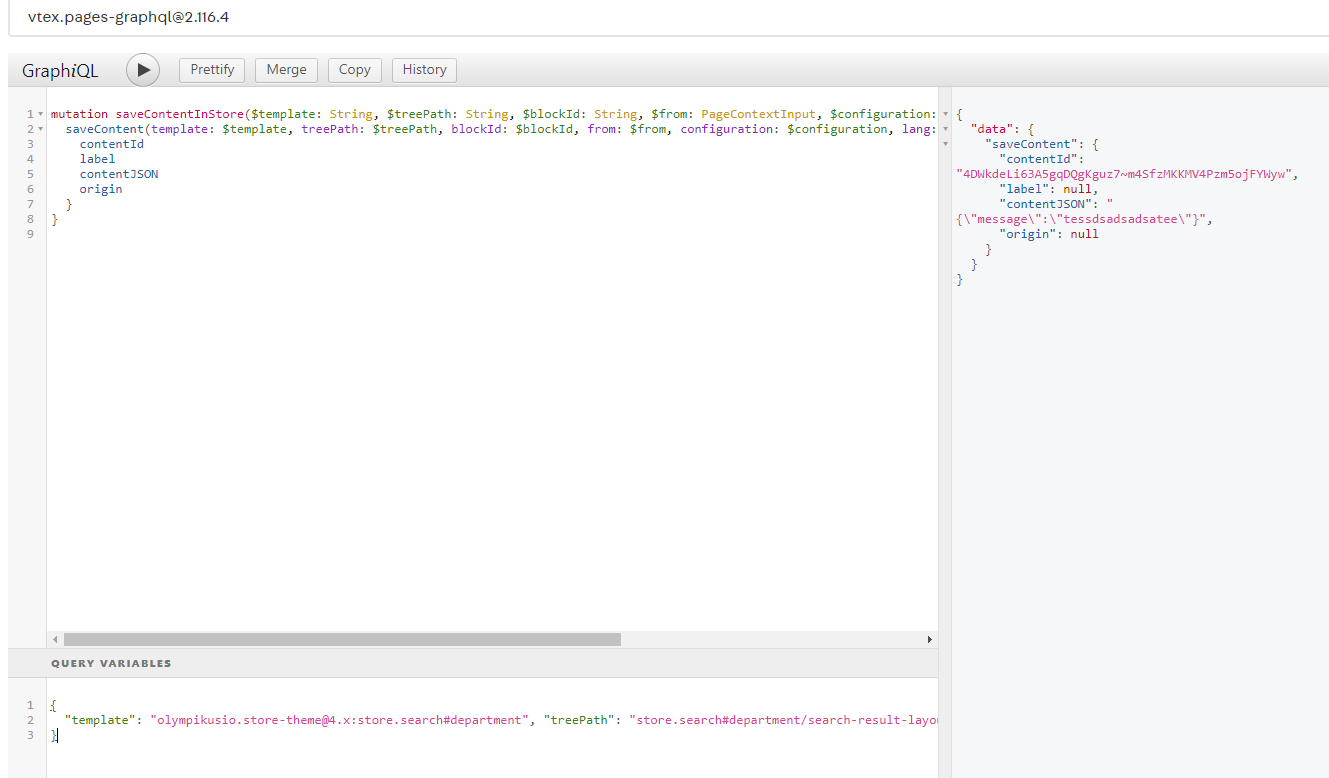 vtex.pages-graphql@2.116.4
GraphiQL
Prettify
Merge
Copy
History
1 mutation saveContentInStore($template: String, $treePath: String, $blockId: String, $from: PageContextInput, $configuration:
2 saveContent(template: $template, treePath: $treePath, blockId: $blockId, from: $from, configuration: $configuration, lang:
3 contentId
4 label
5 contentJSON
6 origin
7 }
8 }
9
QUERY VARIABLES
1 {
2 "template": "olympikusio.store-theme@4.x:store.search#department", "treePath": "store.search#department/search-result-layou
3 }
{
"data": {
"saveContent": {
"contentId":
"4DWkdeLi63A5gqDQgKguz7~m4SfzMKKMV4Pzm5ojFYWyw",
"label": null,
"contentJSON": "
{\"message\":\"tessdsadsadsatee\"}",
"origin": null
}
}
}